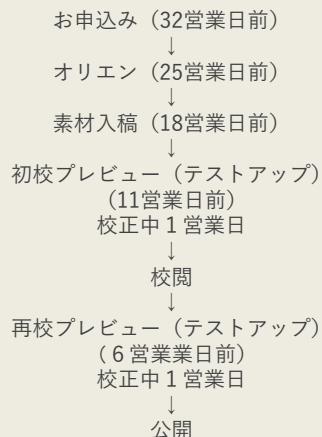 お申込み（32営業日前）
↓
オリエン（25営業日前）
↓
素材入稿（18営業日前）
↓
初校プレビュー（テストアップ）
（11営業日前）
校正中１営業日
↓
校閲
↓
再校プレビュー（テストアップ）
（６営業業日前）
校正中１営業日
↓
公開